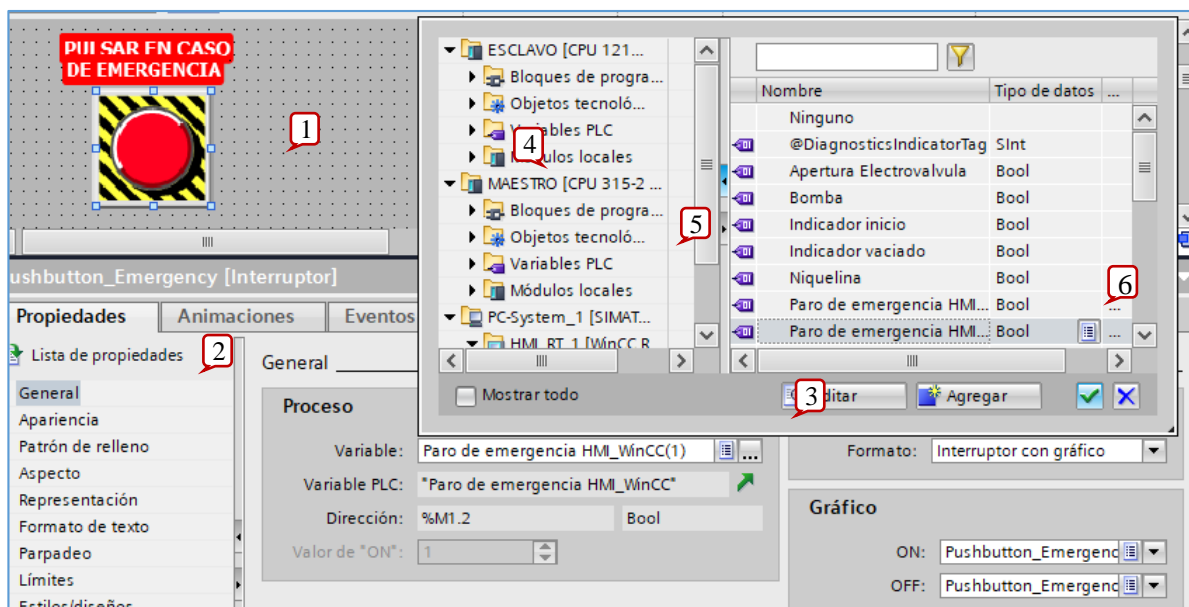 PULSAR EN CASO
DE EMERGENCIA
1
ESCLAVO [CPU 121...
Bloques de progra...
Objetos tecnoló...
Variables PLC
4
Módulos locales
MAESTRO [CPU 315-2 ...
Bloques de progra...
5
Objetos tecnoló...
Variables PLC
Módulos locales
PC-System_1 [SIMAT...
HMI_RT_1 [WinCC R
Mostrar todo
Nombre Tipo de datos ...
Ninguno
@DiagnosticsIndicatorTag SInt
Apertura Electrovalvula Bool
Bomba Bool
Indicador inicio Bool
Indicador vaciado Bool
Niquelina Bool
6
Paro de emergencia HMI... Bool ...
Paro de emergencia HMI... Bool ...
3
Editar Agregar
ushbutton_Emergency [Interruptor]
Propiedades Animaciones Eventos
Lista de propiedades
2
General
Apariencia
Patrón de relleno
Aspecto
Representación
Formato de texto
Parpadeo
Límites
Estilos/diseños
General
Proceso
Variable: Paro de emergencia HMI_WinCC(1) ...
Variable PLC: "Paro de emergencia HMI_WinCC"
Dirección: %M1.2 Bool
Valor de "ON": 1
Formato: Interruptor con gráfico
Gráfico
ON: Pushbutton_Emergenc
OFF: Pushbutton_Emergenc